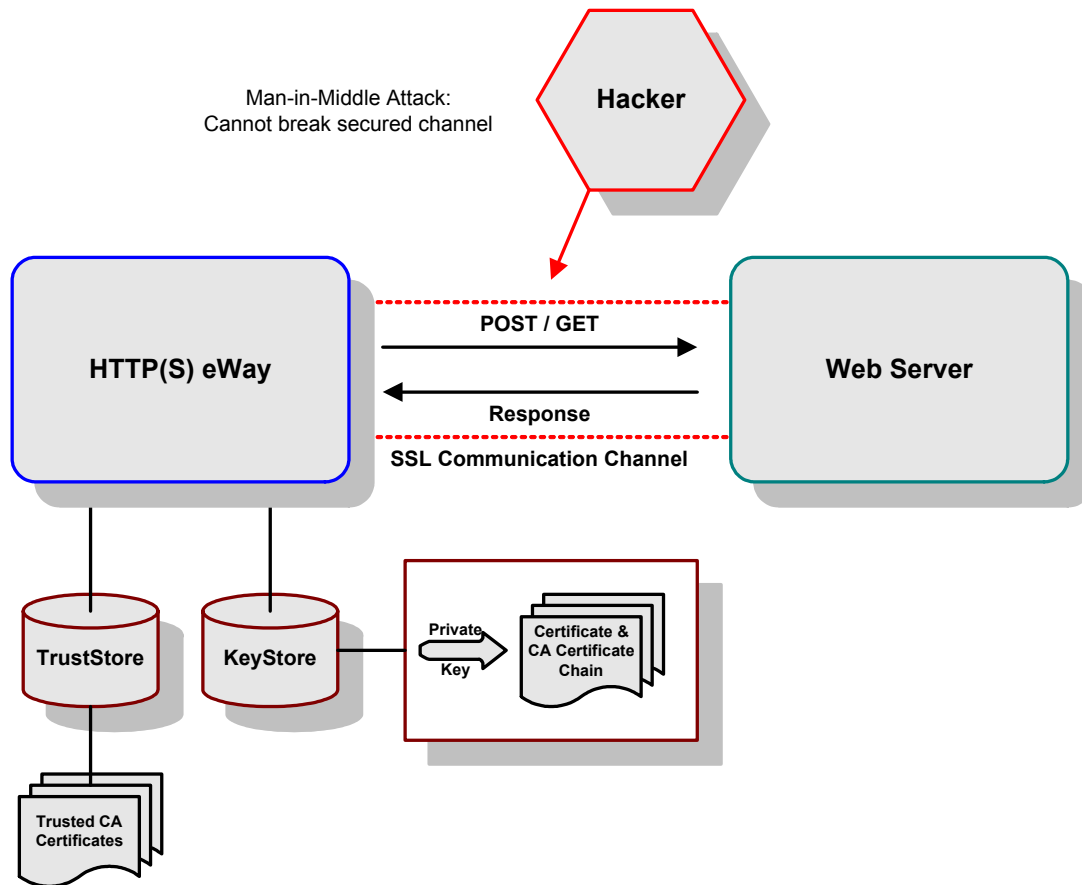 Hacker
Man-in-Middle Attack:
Cannot break secured channel
HTTP(S) eWay
POST / GET
Response
SSL Communication Channel
Web Server
TrustStore
KeyStore
Private
Key
Certificate &
CA Certificate
Chain
Trusted CA
Certificates